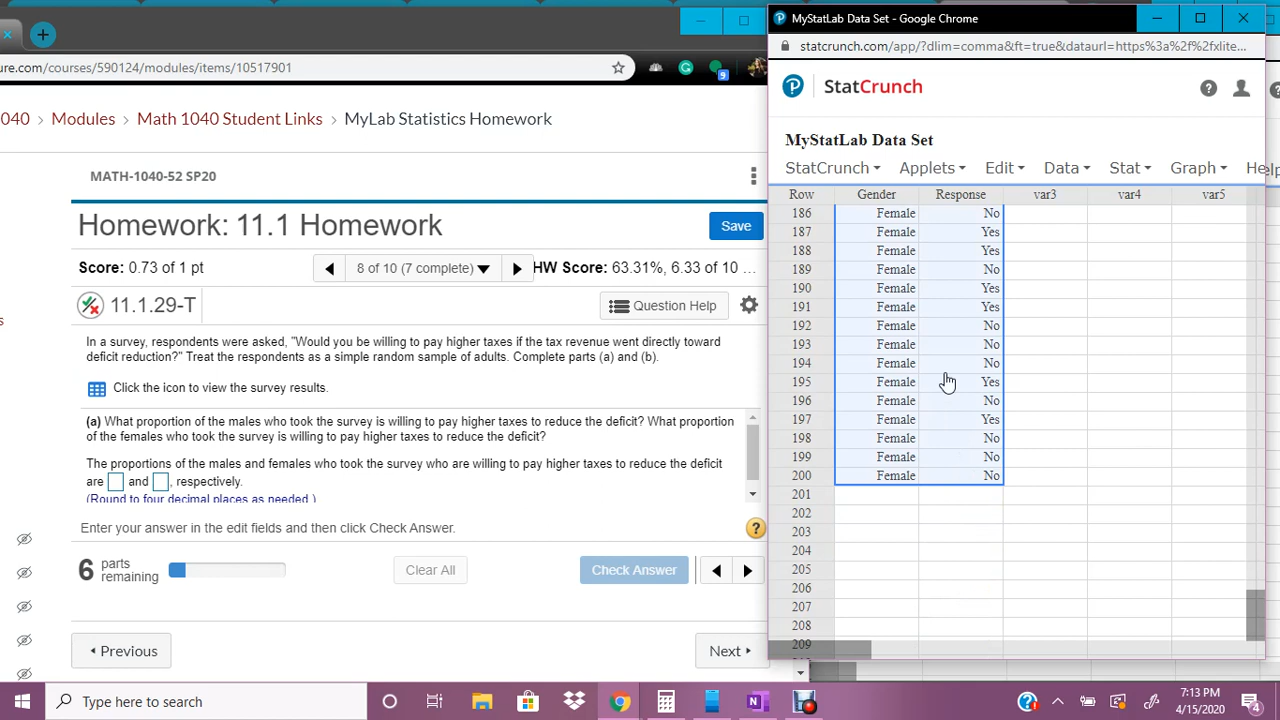 ure.com/courses/590124/modules/items/10517901
9
040 > Modules > Math 1040 Student Links > MyLab Statistics Homework
MATH-1040-52 SP20
Homework: 11.1 Homework
Save
Score: 0.73 of 1 pt
8 of 10 (7 complete)
HW Score: 63.31%, 6.33 of 10 ...
11.1.29-T
Question Help
In a survey, respondents were asked, "Would you be willing to pay higher taxes if the tax revenue went directly toward
deficit reduction?" Treat the respondents as a simple random sample of adults. Complete parts (a) and (b).
Click the icon to view the survey results.
(a) What proportion of the males who took the survey is willing to pay higher taxes to reduce the deficit? What proportion
of the females who took the survey is willing to pay higher taxes to reduce the deficit?
The proportions of the males and females who took the survey who are willing to pay higher taxes to reduce the deficit
are and , respectively.
(Round to four decimal places as needed.)
Enter your answer in the edit fields and then click Check Answer.
?
6 parts
remaining
Clear All
Check Answer
Previous
Next
MyStatLab Data Set - Google Chrome
statcrunch.com/app/?dlim=comma&ft=true&dataurl=https%3a%2f%2fxlite...
P StatCrunch
?
MyStatLab Data Set
StatCrunch Applets Edit Data Stat Graph Help
Row Gender Response var3 var4 var5
186 Female No
187 Female Yes
188 Female Yes
189 Female No
190 Female Yes
191 Female Yes
192 Female No
193 Female No
194 Female No
195 Female Yes
196 Female No
197 Female Yes
198 Female No
199 Female No
200 Female No
201
202
203
204
205
206
207
208
209
Type here to search
7:13 PM
4/15/2020
4